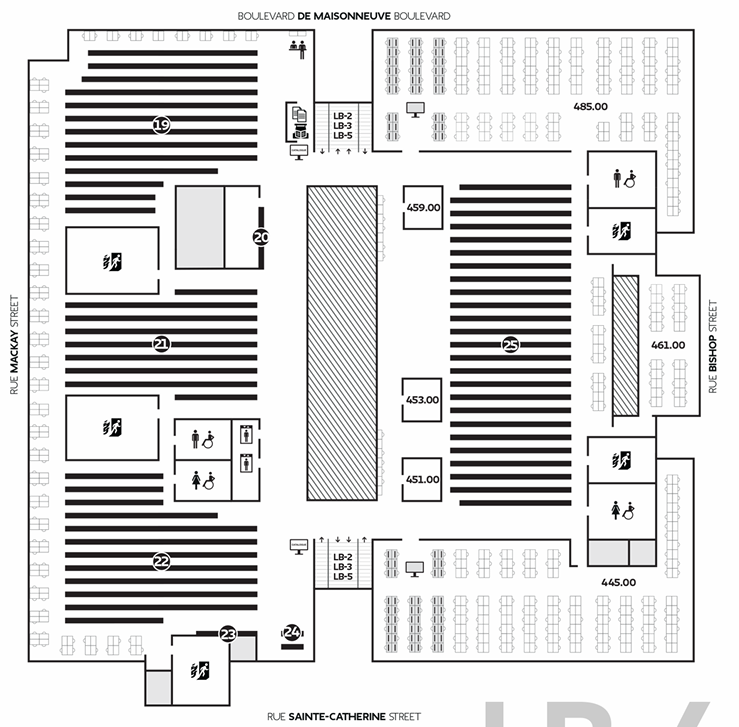 BOULEVARD DE MAISONNEUVE BOULEVARD
LB-2
LB-3
LB-5
485.00
19
CATALOGUE
459.00
20
RUE MACKAY STREET
21
25
461.00
RUE BISHOP STREET
453.00
451.00
CATALOGUE
LB-2
LB-3
LB-5
22
445.00
23
24
RUE SAINTE-CATHERINE STREET